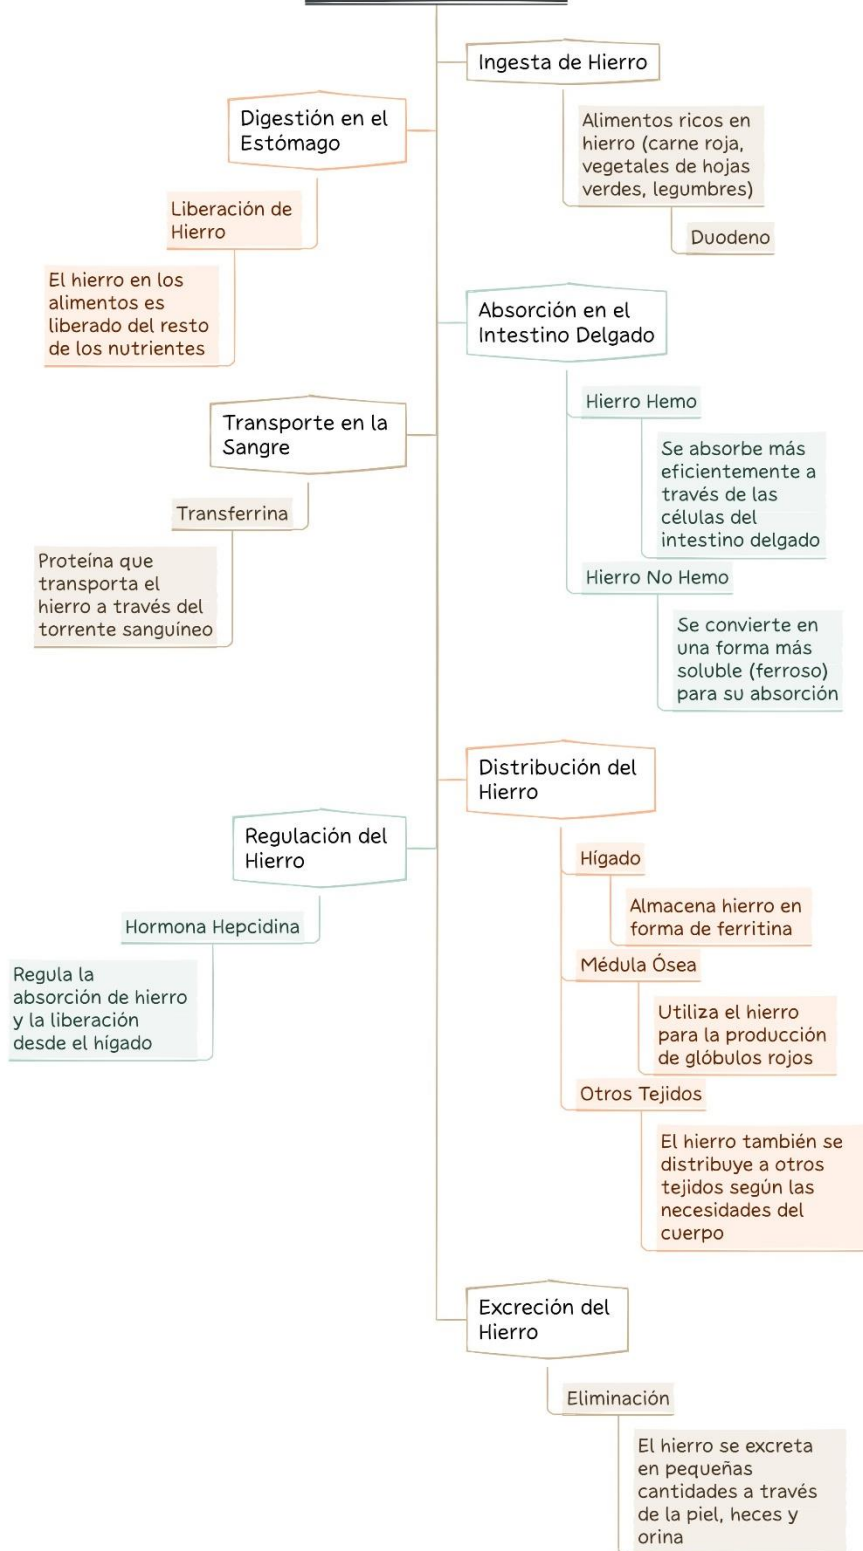 Ingesta de Hierro
Alimentos ricos en
hierro (carne roja,
vegetales de hojas
verdes, legumbres)
Duodeno
Digestión en el
Estómago
Liberación de
Hierro
El hierro en los
alimentos es
liberado del resto
de los nutrientes
Absorción en el
Intestino Delgado
Hierro Hemo
Se absorbe más
eficientemente a
través de las
células del
intestino delgado
Hierro No Hemo
Se convierte en
una forma más
soluble (ferroso)
para su absorción
Transporte en la
Sangre
Transferrina
Proteína que
transporta el
hierro a través del
torrente sanguíneo
Distribución del
Hierro
Hígado
Almacena hierro en
forma de ferritina
Médula Ósea
Utiliza el hierro
para la producción
de glóbulos rojos
Otros Tejidos
El hierro también se
distribuye a otros
tejidos según las
necesidades del
cuerpo
Regulación del
Hierro
Hormona Hepcidina
Regula la
absorción de hierro
y la liberación
desde el hígado
Excreción del
Hierro
Eliminación
El hierro se excreta
en pequeñas
cantidades a través
de la piel, heces y
orina